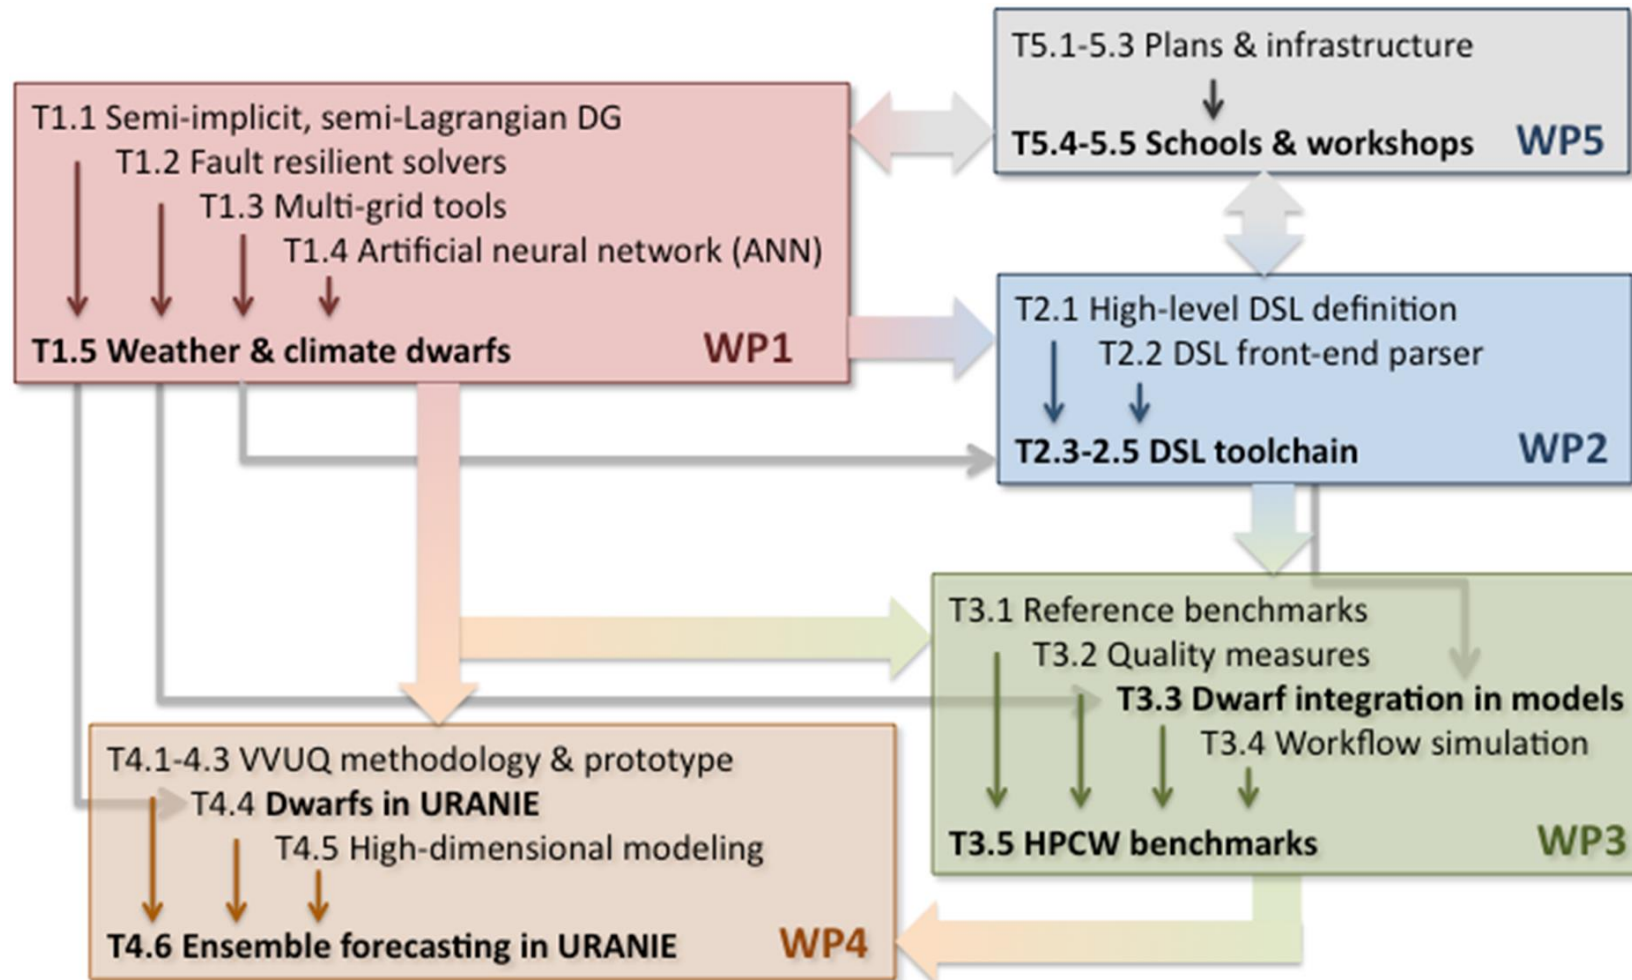 T1.1 Semi-implicit, semi-Lagrangian DG
T1.2 Fault resilient solvers
T1.3 Multi-grid tools
T1.4 Artificial neural network (ANN)
T1.5 Weather & climate dwarfs WP1
T5.1-5.3 Plans & infrastructure
T5.4-5.5 Schools & workshops WP5
T2.1 High-level DSL definition
T2.2 DSL front-end parser
T2.3-2.5 DSL toolchain WP2
T3.1 Reference benchmarks
T3.2 Quality measures
T3.3 Dwarf integration in models
T3.4 Workflow simulation
T3.5 HPCW benchmarks WP3
T4.1-4.3 VVUQ methodology & prototype
T4.4 Dwarfs in URANIE
T4.5 High-dimensional modeling
T4.6 Ensemble forecasting in URANIE WP4